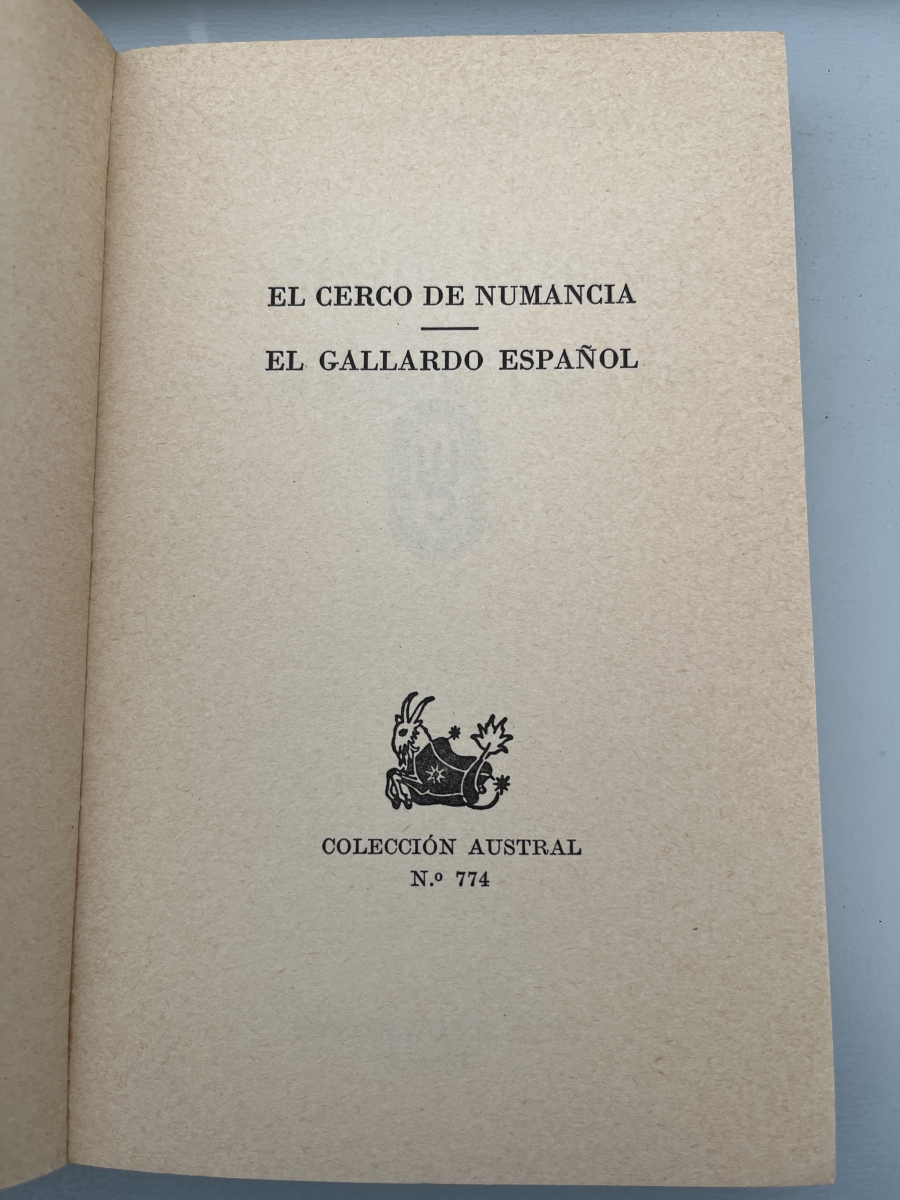 EL CERCO DE NUMANCIA
EL GALLARDO ESPAÑOL
COLECCIÓN AUSTRAL
N.º 774